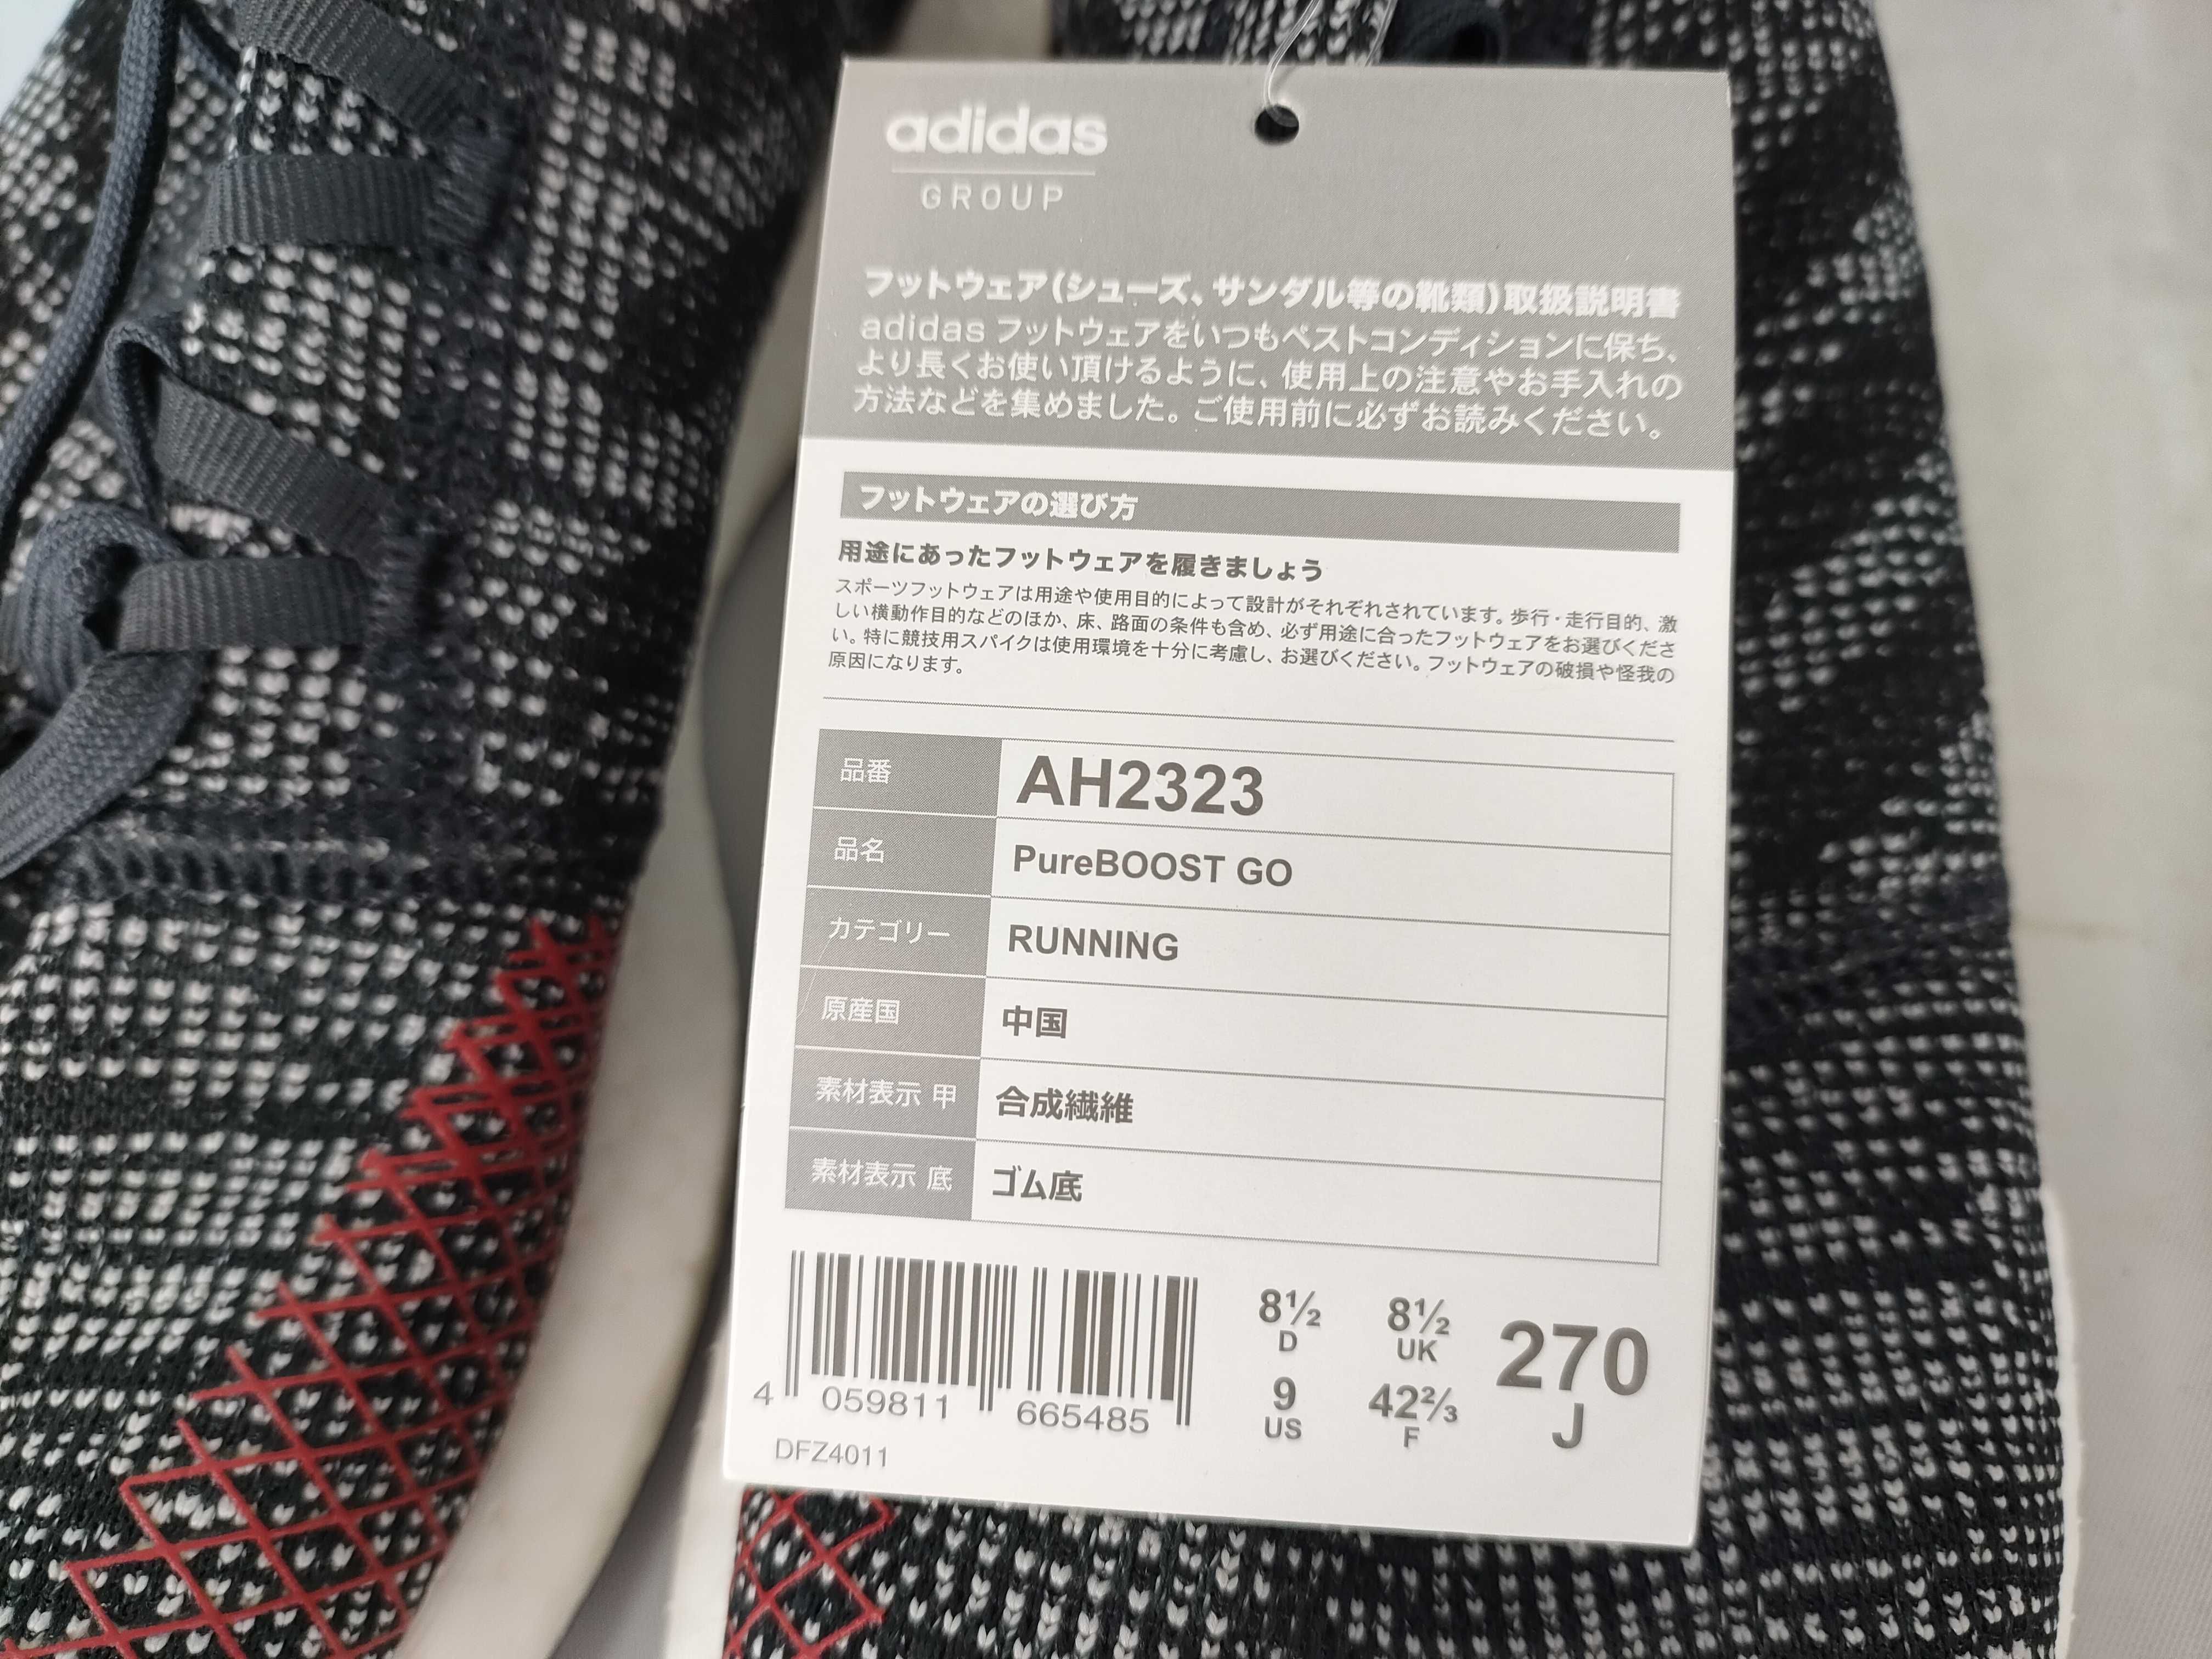 adidas
GROUP
フットウェア(シューズ、サンダル等の靴類)取扱説明書
adidas フットウェアをいつもベストコンディションに保ち、
より長くお使い頂けるように、使用上の注意やお手入れの
方法などを集めました。ご使用前に必ずお読みください。
フットウェアの選び方
用途にあったフットウェアを履きましょう
スポーツフットウェアは用途や使用目的によって設計がそれぞれされています。歩行・走行目的、激
しい横動作目的などのほか、床、路面の条件も含め、必ず用途に合ったフットウェアをお選びくださ
い。特に競技用スパイクは使用環境を十分に考慮し、お選びください。フットウェアの破損や怪我の
原因になります。
品番 AH2323
品名 PureBOOST GO
カテゴリー RUNNING
原産国 中国
素材表示 甲 合成繊維
素材表示 底 ゴム底
8½ 8½ 270
D UK J
9 42⅔
US F
4 059811 665485
DFZ4011